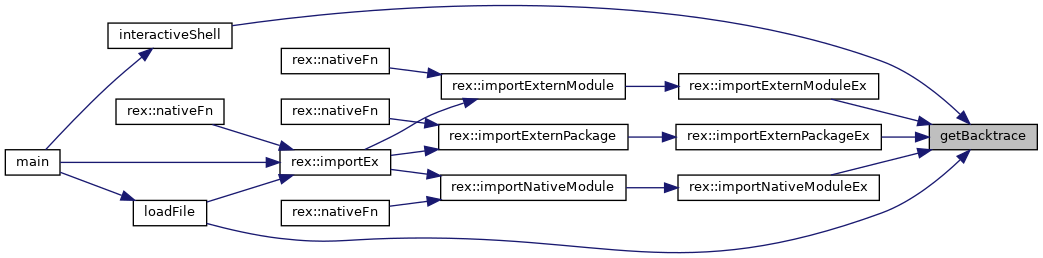 interactiveShell
rex::nativeFn
rex::importExternModule
rex::importExternModuleEx
rex::nativeFn
rex::nativeFn
rex::importExternPackage
rex::importExternPackageEx
getBacktrace
main
rex::importEx
rex::importNativeModule
rex::importNativeModuleEx
loadFile
rex::nativeFn